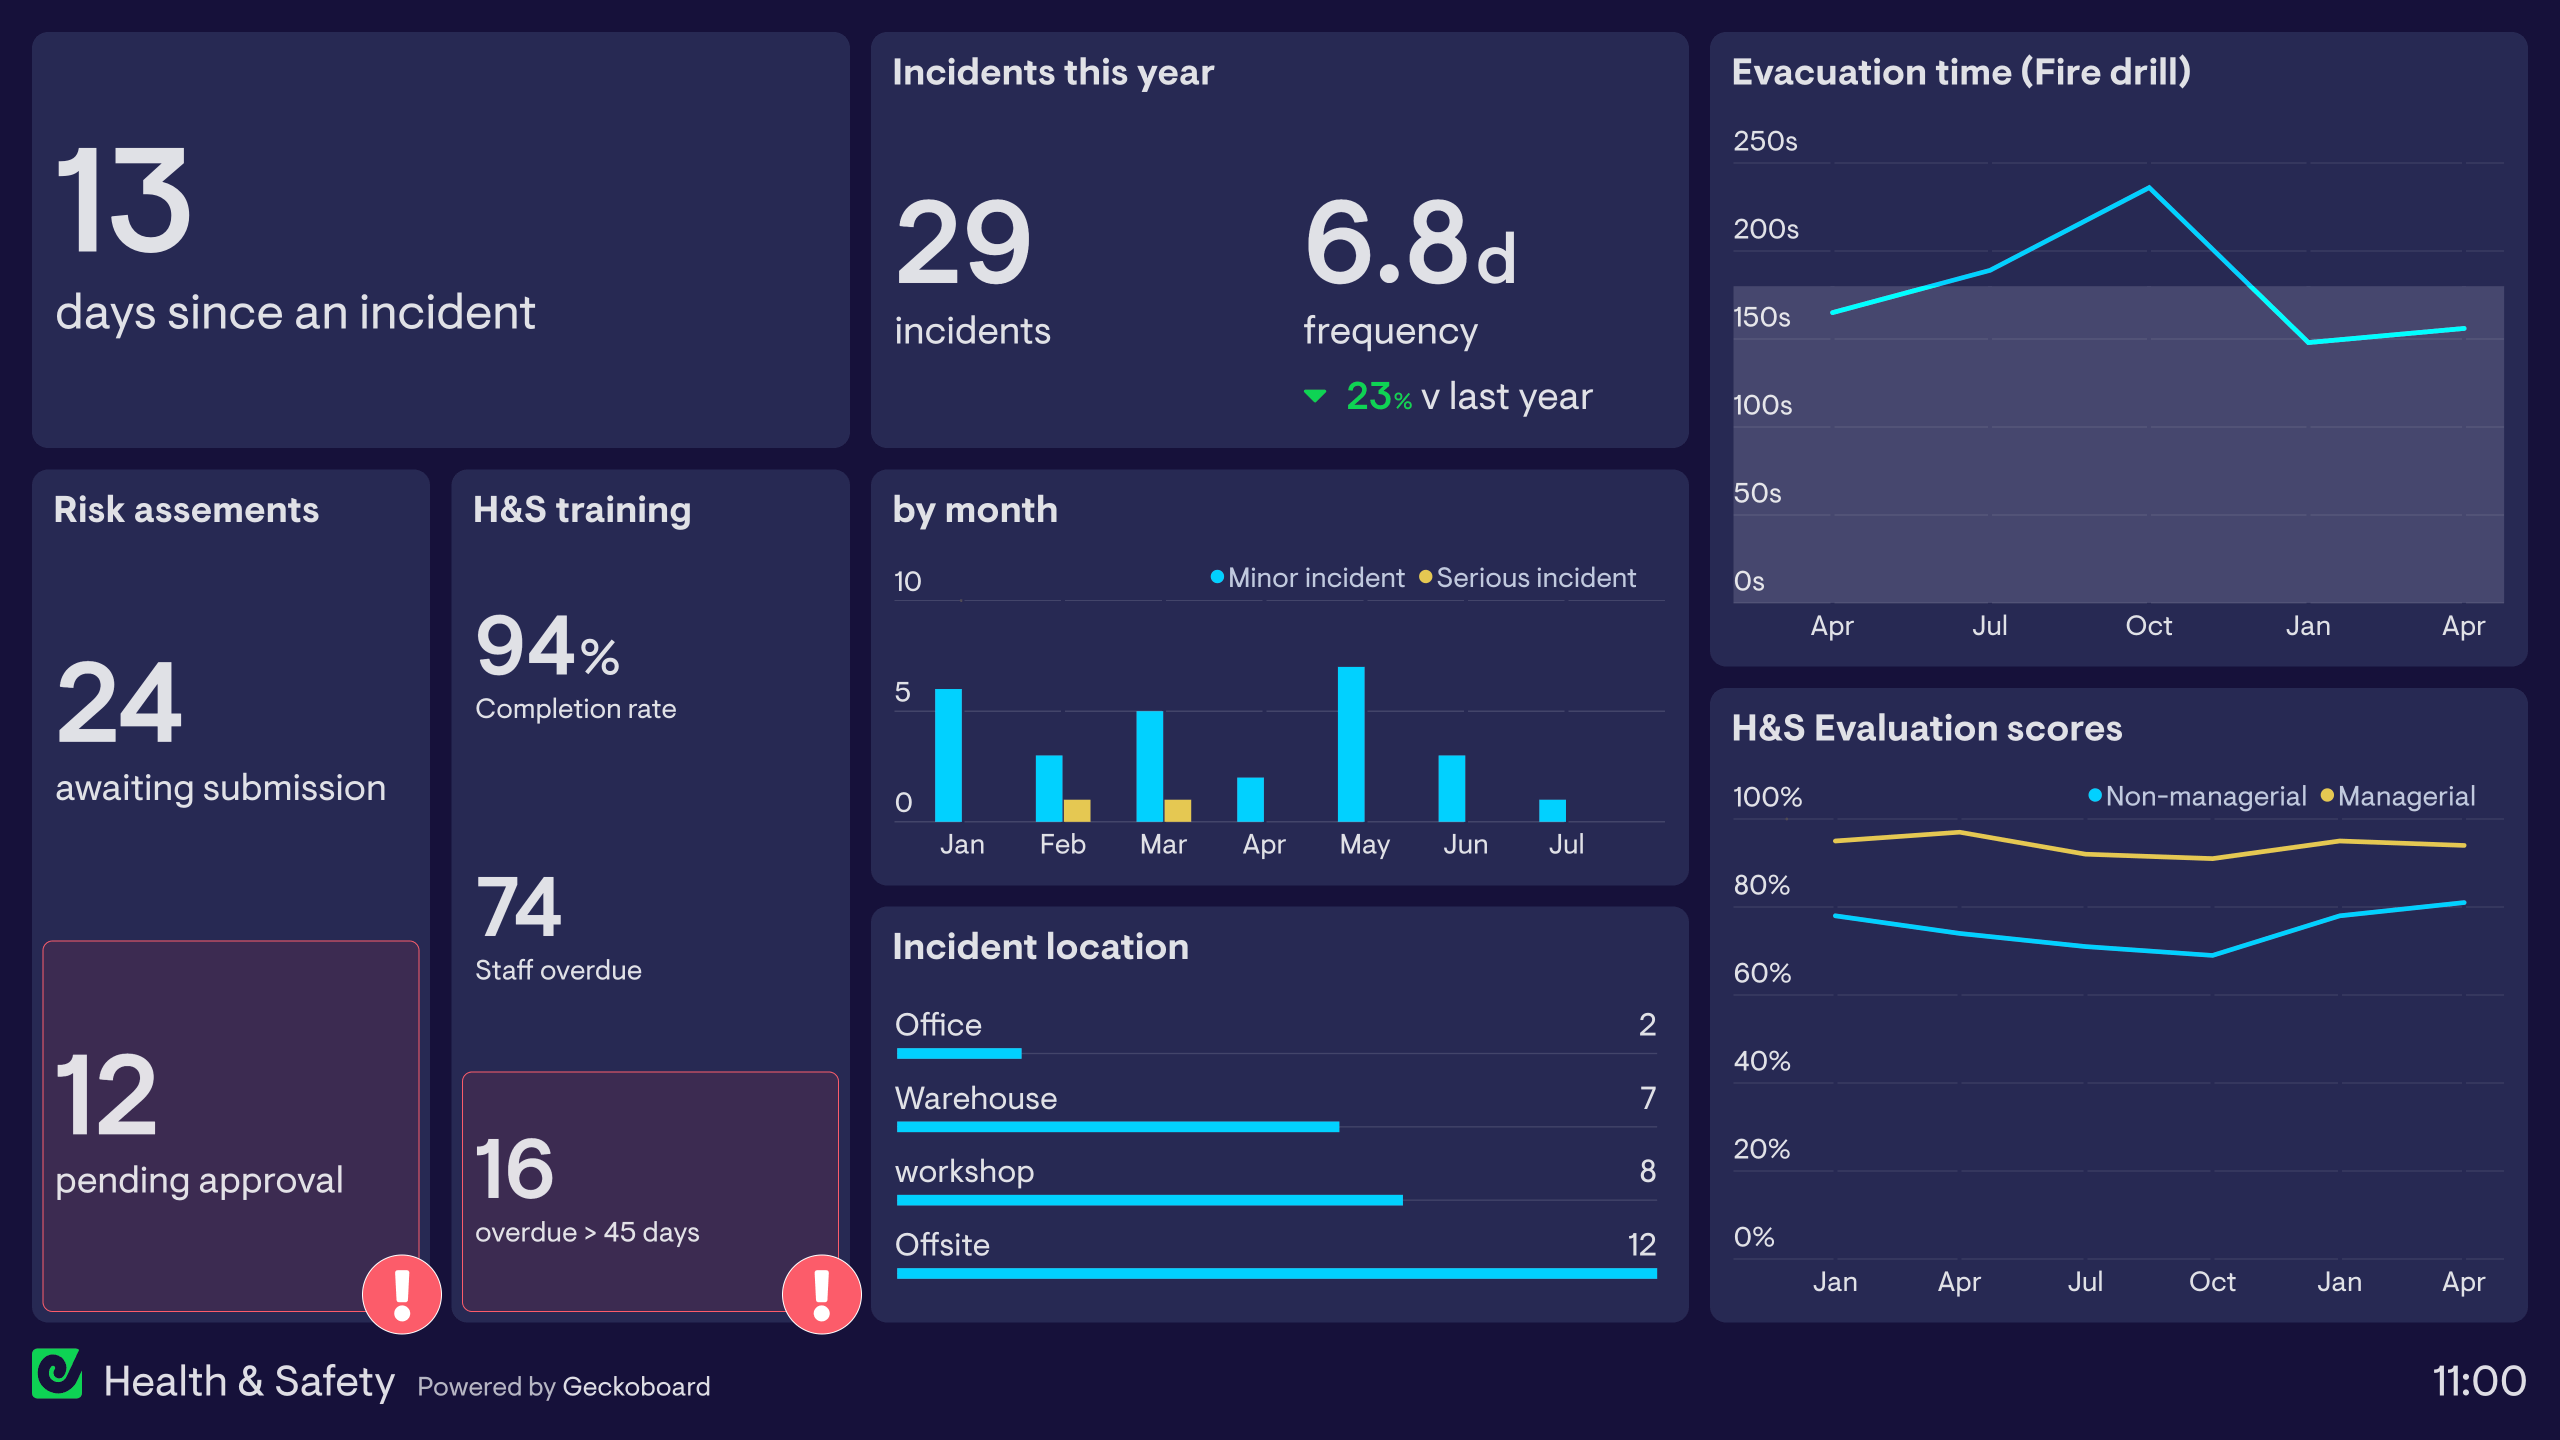 13
days since an incident
Incidents this year
29
incidents
6.8d
frequency
23% v last year
Evacuation time (Fire drill)
250s
200s
150s
100s
50s
0s
Apr Jul Oct Jan Apr
Risk assements
24
awaiting submission
12
pending approval
!
H&S training
94%
Completion rate
74
Staff overdue
16
overdue > 45 days
!
by month
Minor incident Serious incident
10
5
0
Jan Feb Mar Apr May Jun Jul
Incident location
Office 2
Warehouse 7
workshop 8
Offsite 12
H&S Evaluation scores
Non-managerial Managerial
100%
80%
60%
40%
20%
0%
Jan Apr Jul Oct Jan Apr
Health & Safety Powered by Geckoboard
11:00